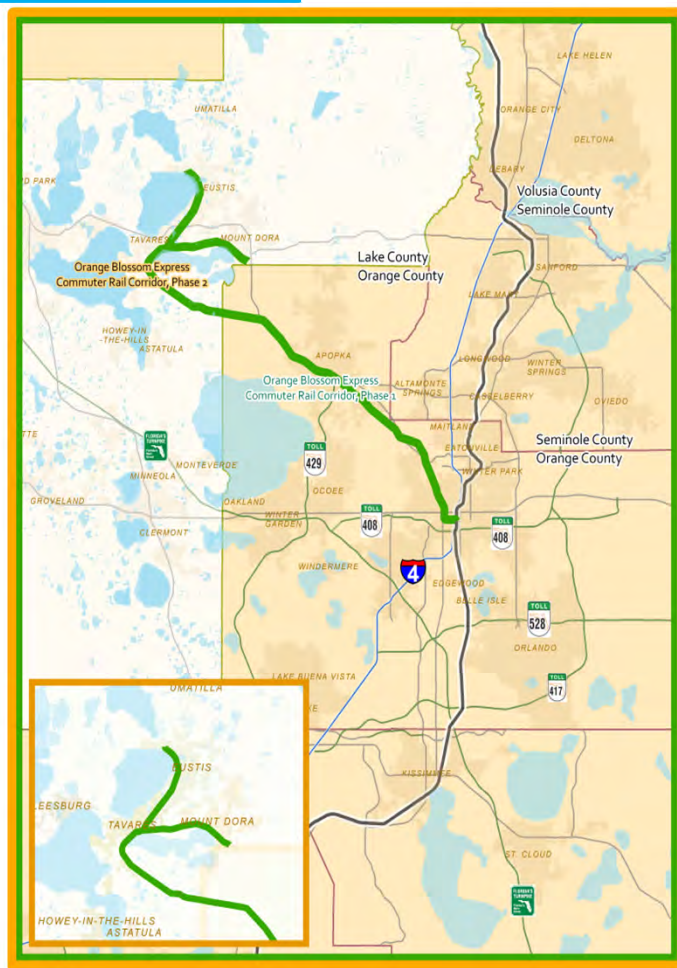 LAKE HELEN
ORANGE CITY
UMATILLA
DELTONA
DEBARY
EUSTIS
Volusia County
Seminole County
TAVARES
MOUNT DORA
Lake County
Orange County
Orange Blossom Express
Commuter Rail Corridor, Phase 2
SANFORD
LAKE MARY
HOWEY-IN
-THE-HILLS
ASTATULA
APOPKA
LONGWOOD
WINTER
SPRINGS
Orange Blossom Express
Commuter Rail Corridor, Phase 1
ALTAMONTE
SPRINGS
CASSELBERRY
OVIEDO
MAITLAND
EATONVILLE
Seminole County
Orange County
FLORIDA'S
TURNPIKE
TOLL
429
MONTEVERDE
MINNEOLA
WINTER PARK
GROVELAND
OAKLAND
OCOEE
WINTER
GARDEN
TOLL
408
TOLL
408
CLERMONT
WINDERMERE
4
EDGEWOOD
BELLE ISLE
TOLL
528
ORLANDO
LAKE BUENA VISTA
TOLL
417
KISSIMMEE
ST. CLOUD
FLORIDA'S
TURNPIKE
UMATILLA
EUSTIS
LEESBURG
TAVARES
MOUNT DORA
HOWEY-IN-THE-HILLS
ASTATULA